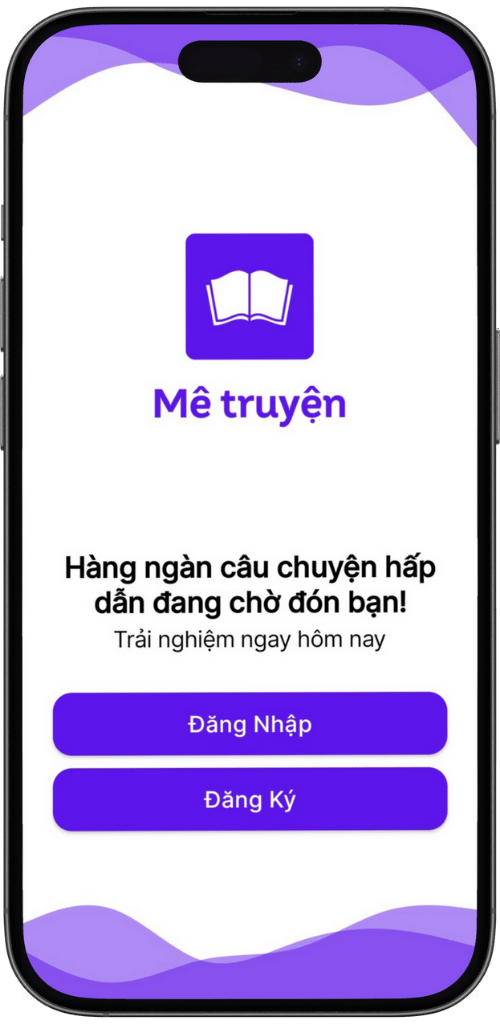 Mê truyện
Hàng ngàn câu chuyện hấp
dẫn đang chờ đón bạn!
Trải nghiệm ngay hôm nay
Đăng Nhập
Đăng Ký